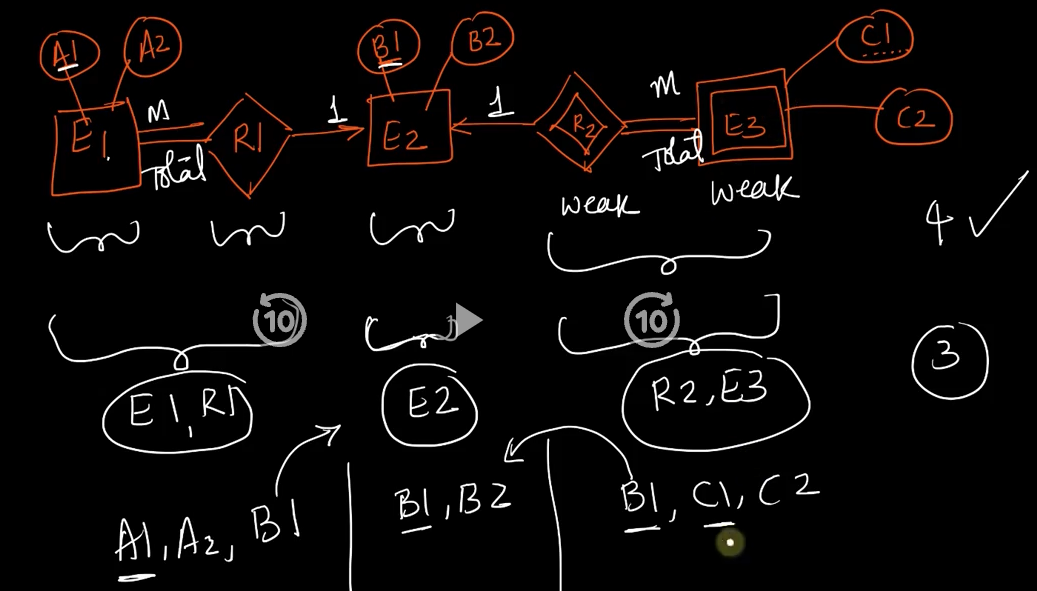 A1 A2 B1 B2 C1
E1 M Total R1 1 E2 1 R2 M Total E3 C2
weak weak
4
10 10
3
E1, R1 E2 R2, E3
A1, A2, B1 B1, B2 B1, C1, C2